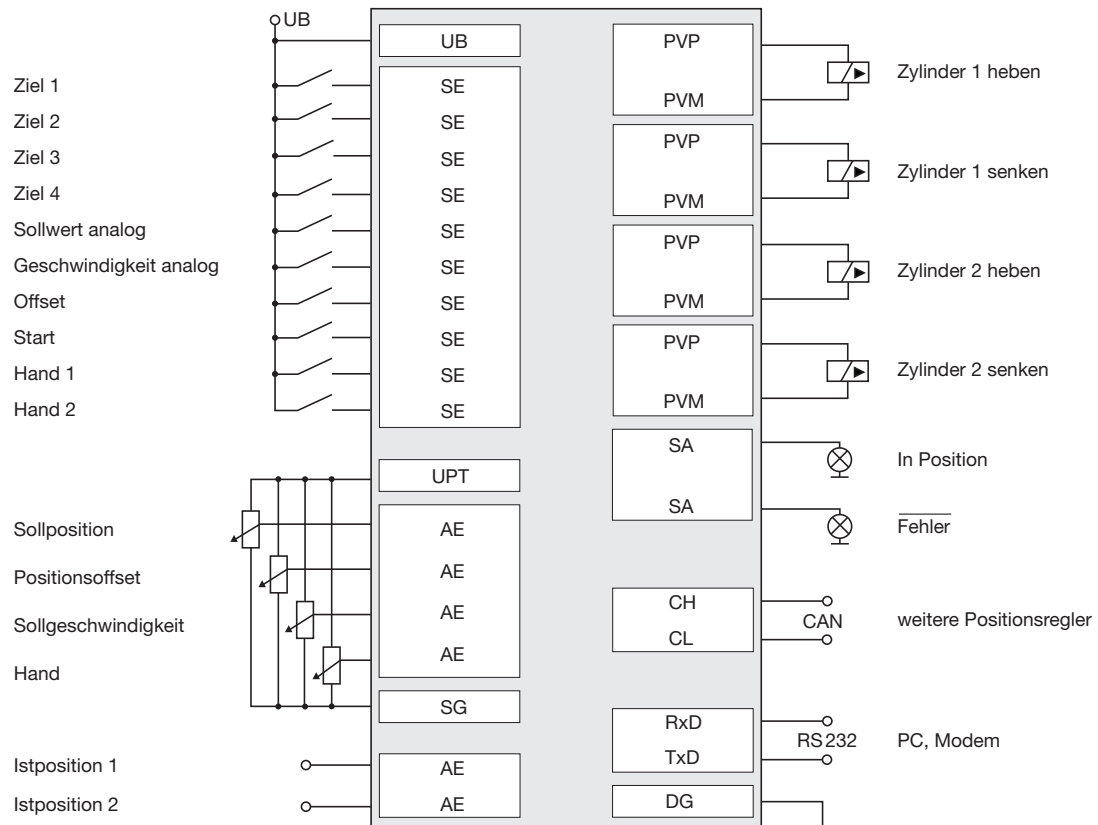 UB
UB
Ziel 1
SE
Ziel 2
SE
Ziel 3
SE
Ziel 4
SE
Sollwert analog
SE
Geschwindigkeit analog
SE
Offset
SE
Start
SE
Hand 1
SE
Hand 2
SE
UPT
Sollposition
AE
Positionsoffset
AE
Sollgeschwindigkeit
AE
Hand
AE
SG
Istposition 1
AE
Istposition 2
AE
PVP
PVM
Zylinder 1 heben
PVP
PVM
Zylinder 1 senken
PVP
PVM
Zylinder 2 heben
PVP
PVM
Zylinder 2 senken
SA
In Position
SA
Fehler
CH
CL
CAN
weitere Positionsregler
RxD
TxD
RS 232
PC, Modem
DG